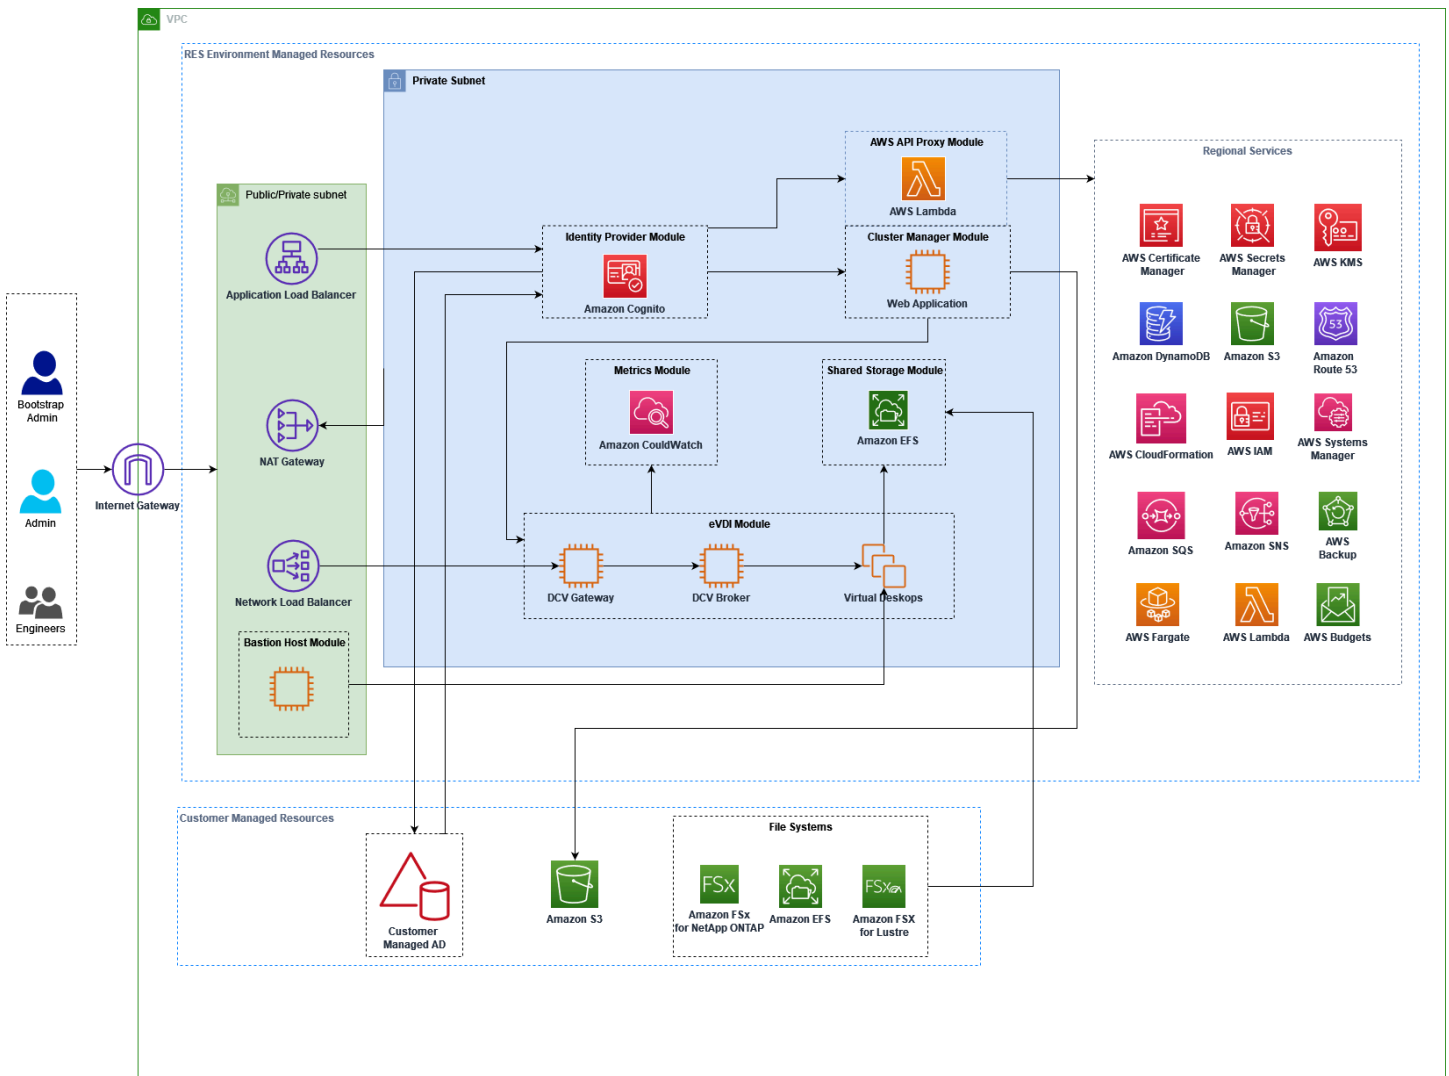 VPC
RES Environment Managed Resources
Private Subnet
AWS API Proxy Module
AWS Lambda
Regional Services
Public/Private subnet
Application Load Balancer
Identity Provider Module
Amazon Cognito
Cluster Manager Module
Web Application
AWS Certificate
Manager
AWS Secrets
Manager
AWS KMS
Amazon DynamoDB
Amazon S3
53
Amazon
Route 53
Bootstrap
Admin
Admin
Engineers
Internet Gateway
NAT Gateway
Metrics Module
Amazon CouldWatch
Shared Storage Module
Amazon EFS
AWS CloudFormation
AWS IAM
AWS Systems
Manager
eVDI Module
DCV Gateway
DCV Broker
Virtual Deskops
Network Load Balancer
Bastion Host Module
Amazon SQS
Amazon SNS
AWS
Backup
AWS Fargate
AWS Lambda
AWS Budgets
Customer Managed Resources
Customer
Managed AD
Amazon S3
File Systems
FSx
Amazon FSx
for NetApp ONTAP
Amazon EFS
FSx
Amazon FSX
for Lustre